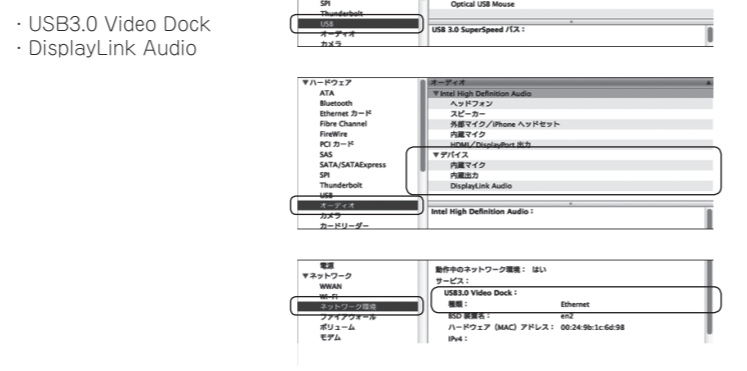 · USB3.0 Video Dock
· DisplayLink Audio
SPI
Thunderbolt
USB
オーディオ
カメラ
Optical USB Mouse
USB 3.0 SuperSpeed バス：
▼ハードウェア
ATA
Bluetooth
Ethernet カード
Fibre Channel
FireWire
PCI カード
SAS
SATA/SATAExpress
SPI
Thunderbolt
USB
オーディオ
カメラ
カードリーダー
オーディオ
▼Intel High Definition Audio
ヘッドフォン
スピーカー
外部マイク／iPhone ヘッドセット
内蔵マイク
HDMI／DisplayPort 出力
▼デバイス
内蔵マイク
内蔵出力
DisplayLink Audio
Intel High Definition Audio：
電源
▼ネットワーク
WWAN
Wi-Fi
ネットワーク環境
ファイアウォール
ボリューム
モデム
動作中のネットワーク環境： はい
サービス：
USB3.0 Video Dock：
種類： Ethernet
BSD 装置名： en2
ハードウェア（MAC）アドレス： 00:24:9b:1c:6d:98
IPv4：